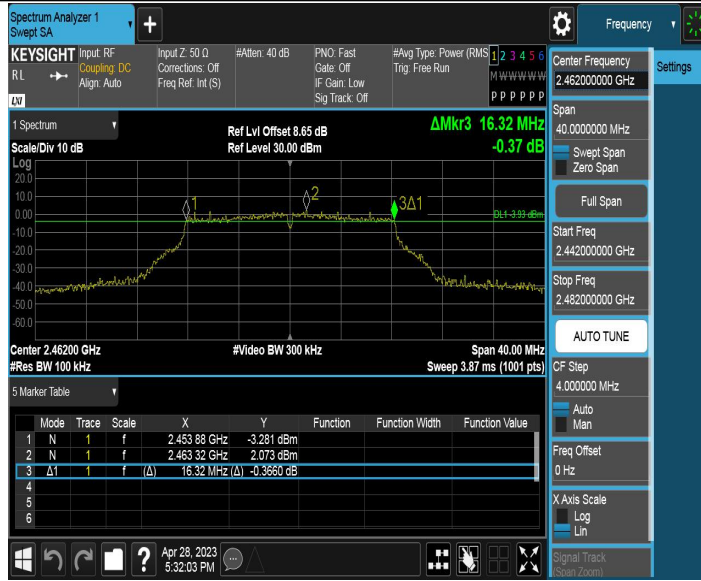 Spectrum Analyzer 1
Swept SA
Frequency
KEYSIGHT
RL
LXI
Input: RF
Coupling: DC
Align: Auto
Input Z: 50 Ω
Corrections: Off
Freq Ref: Int (S)
#Atten: 40 dB
PNO: Fast
Gate: Off
IF Gain: Low
Sig Track: Off
#Avg Type: Power (RMS
Trig: Free Run
1 2 3 4 5 6
M W W W W W
P P P P P P
1 Spectrum
Scale/Div 10 dB
Ref Lvl Offset 8.65 dB
Ref Level 30.00 dBm
ΔMkr3 16.32 MHz
-0.37 dB
Log
20.0
10.0
0.00
-10.0
-20.0
-30.0
-40.0
-50.0
-60.0
1
2
3Δ1
DL1 -3.93 dBm
Center 2.46200 GHz
#Video BW 300 kHz
Span 40.00 MHz
#Res BW 100 kHz
Sweep 3.87 ms (1001 pts)
5 Marker Table
Mode Trace Scale X Y Function Function Width Function Value
1 N 1 f 2.453 88 GHz -3.281 dBm
2 N 1 f 2.463 32 GHz 2.073 dBm
3 Δ1 1 f (Δ) 16.32 MHz (Δ) -0.3660 dB
4
5
6
Apr 28, 2023
5:32:03 PM
?
Center Frequency
2.462000000 GHz
Settings
Span
40.0000000 MHz
Swept Span
Zero Span
Full Span
Start Freq
2.442000000 GHz
Stop Freq
2.482000000 GHz
AUTO TUNE
CF Step
4.000000 MHz
Auto
Man
Freq Offset
0 Hz
X Axis Scale
Log
Lin
Signal Track
(Span Zoom)